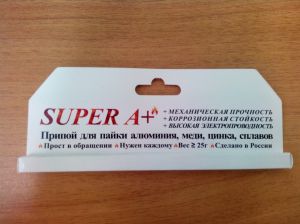 SUPER A+
+ МЕХАНИЧЕСКАЯ ПРОЧНОСТЬ
+ КОРРОЗИОННАЯ СТОЙКОСТЬ
+ ВЫСОКАЯ ЭЛЕКТРОПРОВОДНОСТЬ
Припой для пайки алюминия, меди, цинка, сплавов
Прост в обращении Нужен каждому Вес ≥ 25г Сделано в России